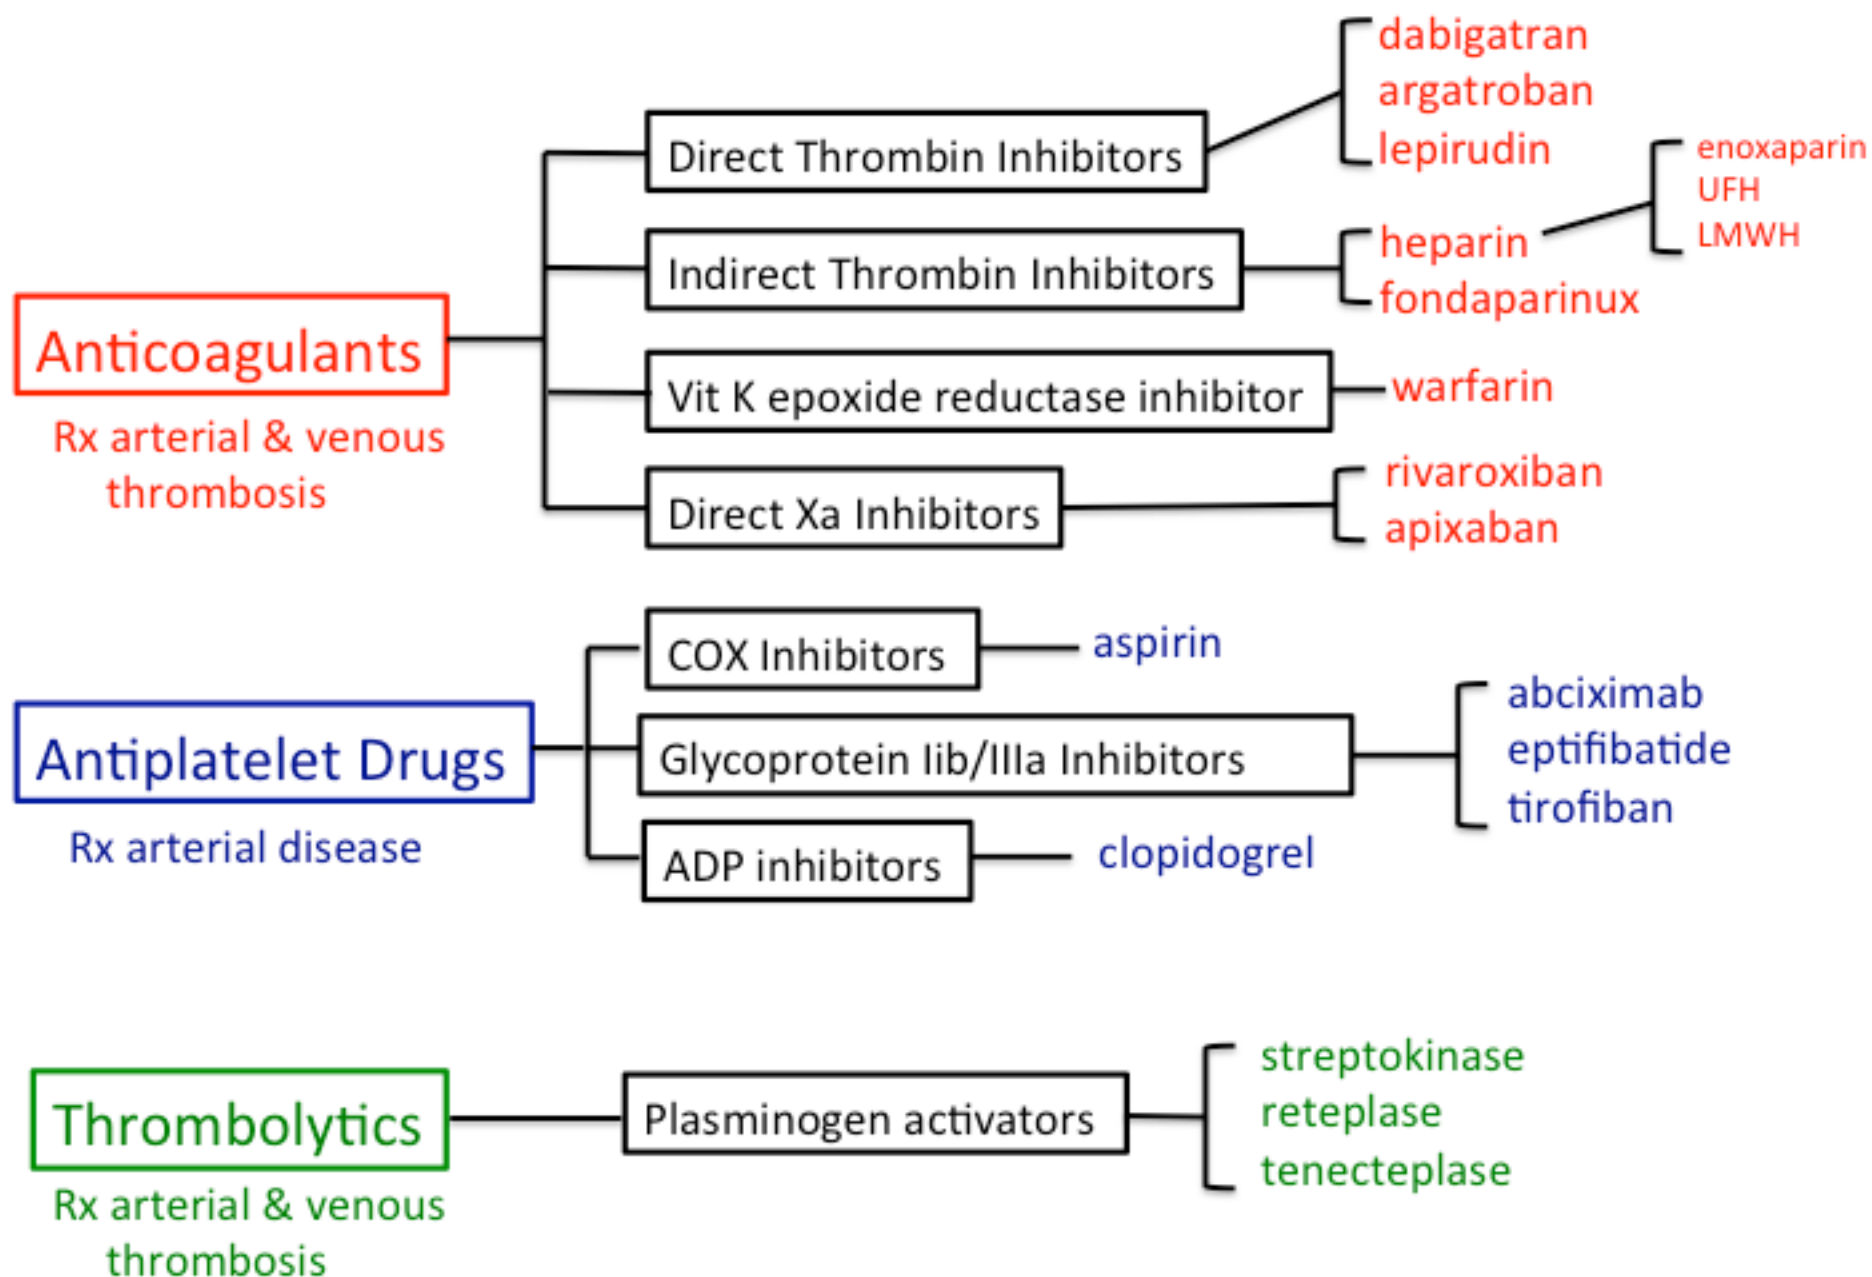 dabigatran
argatroban
lepirudin
Direct Thrombin Inhibitors
enoxaparin
UFH
LMWH
Indirect Thrombin Inhibitors
heparin
fondaparinux
Anticoagulants
Rx arterial & venous
thrombosis
Vit K epoxide reductase inhibitor
warfarin
Direct Xa Inhibitors
rivaroxiban
apixaban
COX Inhibitors
aspirin
Antiplatelet Drugs
Rx arterial disease
Glycoprotein Iib/IIIa Inhibitors
abciximab
eptifibatide
tirofiban
ADP inhibitors
clopidogrel
Thrombolytics
Rx arterial & venous
thrombosis
Plasminogen activators
streptokinase
reteplase
tenecteplase